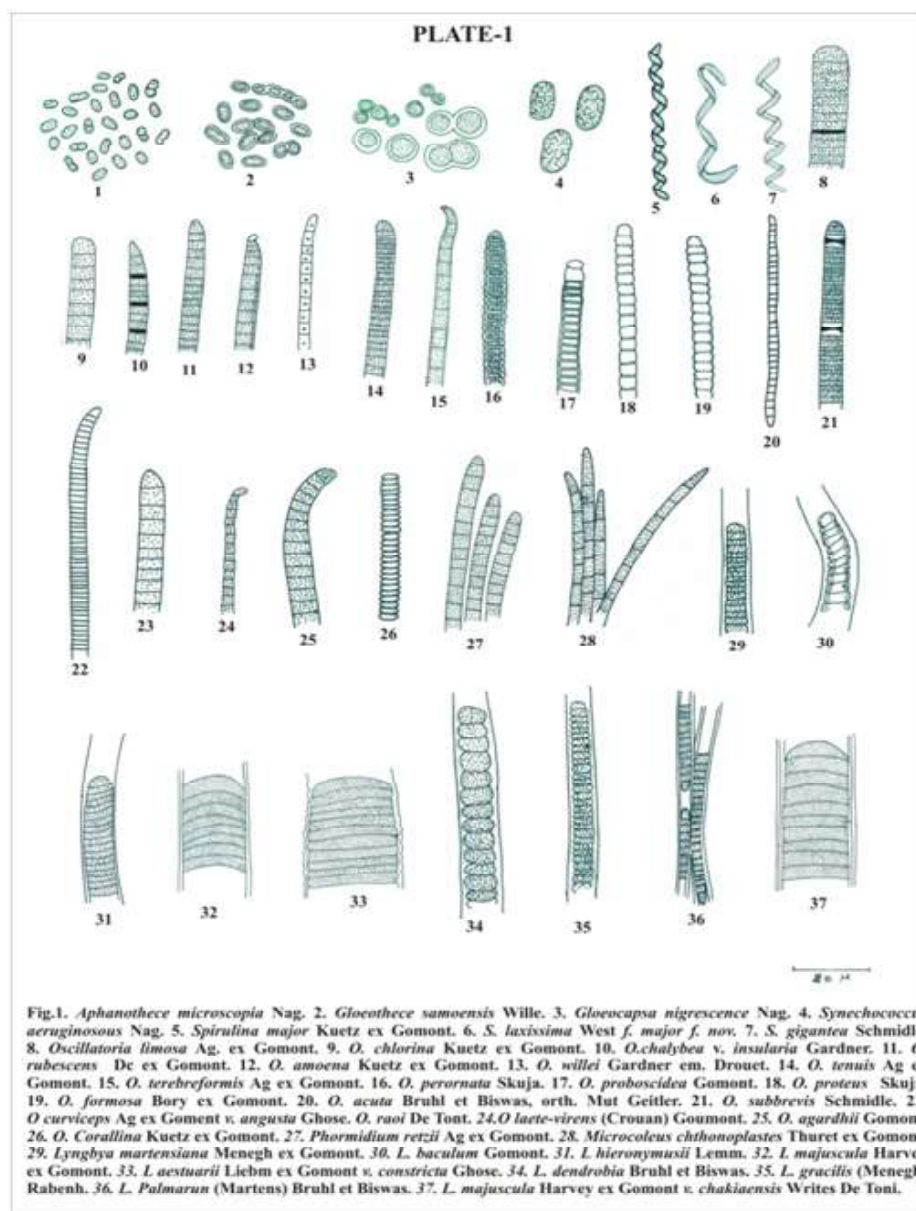 PLATE-1
1 2 3 4 5 6 7 8
9 10 11 12 13 14 15 16 17 18 19 20 21
22 23 24 25 26 27 28 29 30
31 32 33 34 35 36 37
Fig.1. Aphanothece microscopia Nag. 2. Gloeothece samoensis Wille. 3. Gloeocapsa nigrescence Nag. 4. Synechococcu
aeruginosous Nag. 5. Spirulina major Kuetz ex Gomont. 6. S. laxissima West f. major f. nov. 7. S. gigantea Schmidl
8. Oscillatoria limosa Ag. ex Gomont. 9. O. chlorina Kuetz ex Gomont. 10. O.chalybea v. insularia Gardner. 11.
rubescens Dc ex Gomont. 12. O. amoena Kuetz ex Gomont. 13. O. willei Gardner em. Drouet. 14. O. tenuis Ag e
Gomont. 15. O. terebreformis Ag ex Gomont. 16. O. perornata Skuja. 17. O. proboscidea Gomont. 18. O. proteus Skuj
19. O. formosa Bory ex Gomont. 20. O. acuta Bruhl et Biswas, orth. Mut Geitler. 21. O. subbrevis Schmidle. 2
O curviceps Ag ex Goment v. angusta Ghose. O. raoi De Tont. 24.O laete-virens (Crouan) Goumont. 25. O. agardhii Gomon
26. O. Corallina Kuetz ex Gomont. 27. Phormidium retzii Ag ex Gomont. 28. Microcoleus chthonoplastes Thuret ex Gomon
29. Lyngbya martensiana Menegh ex Gomont. 30. L. baculum Gomont. 31. L hieronymusii Lemm. 32. L majuscula Harve
ex Gomont. 33. L aestuarii Liebm ex Gomont v. constricta Ghose. 34. L. dendrobia Bruhl et Biswas. 35. L. gracilis (Menegh
Rabenh. 36. L. Palmarun (Martens) Bruhl et Biswas. 37. L. majuscula Harvey ex Gomont v. chakiaensis Writes De Toni.